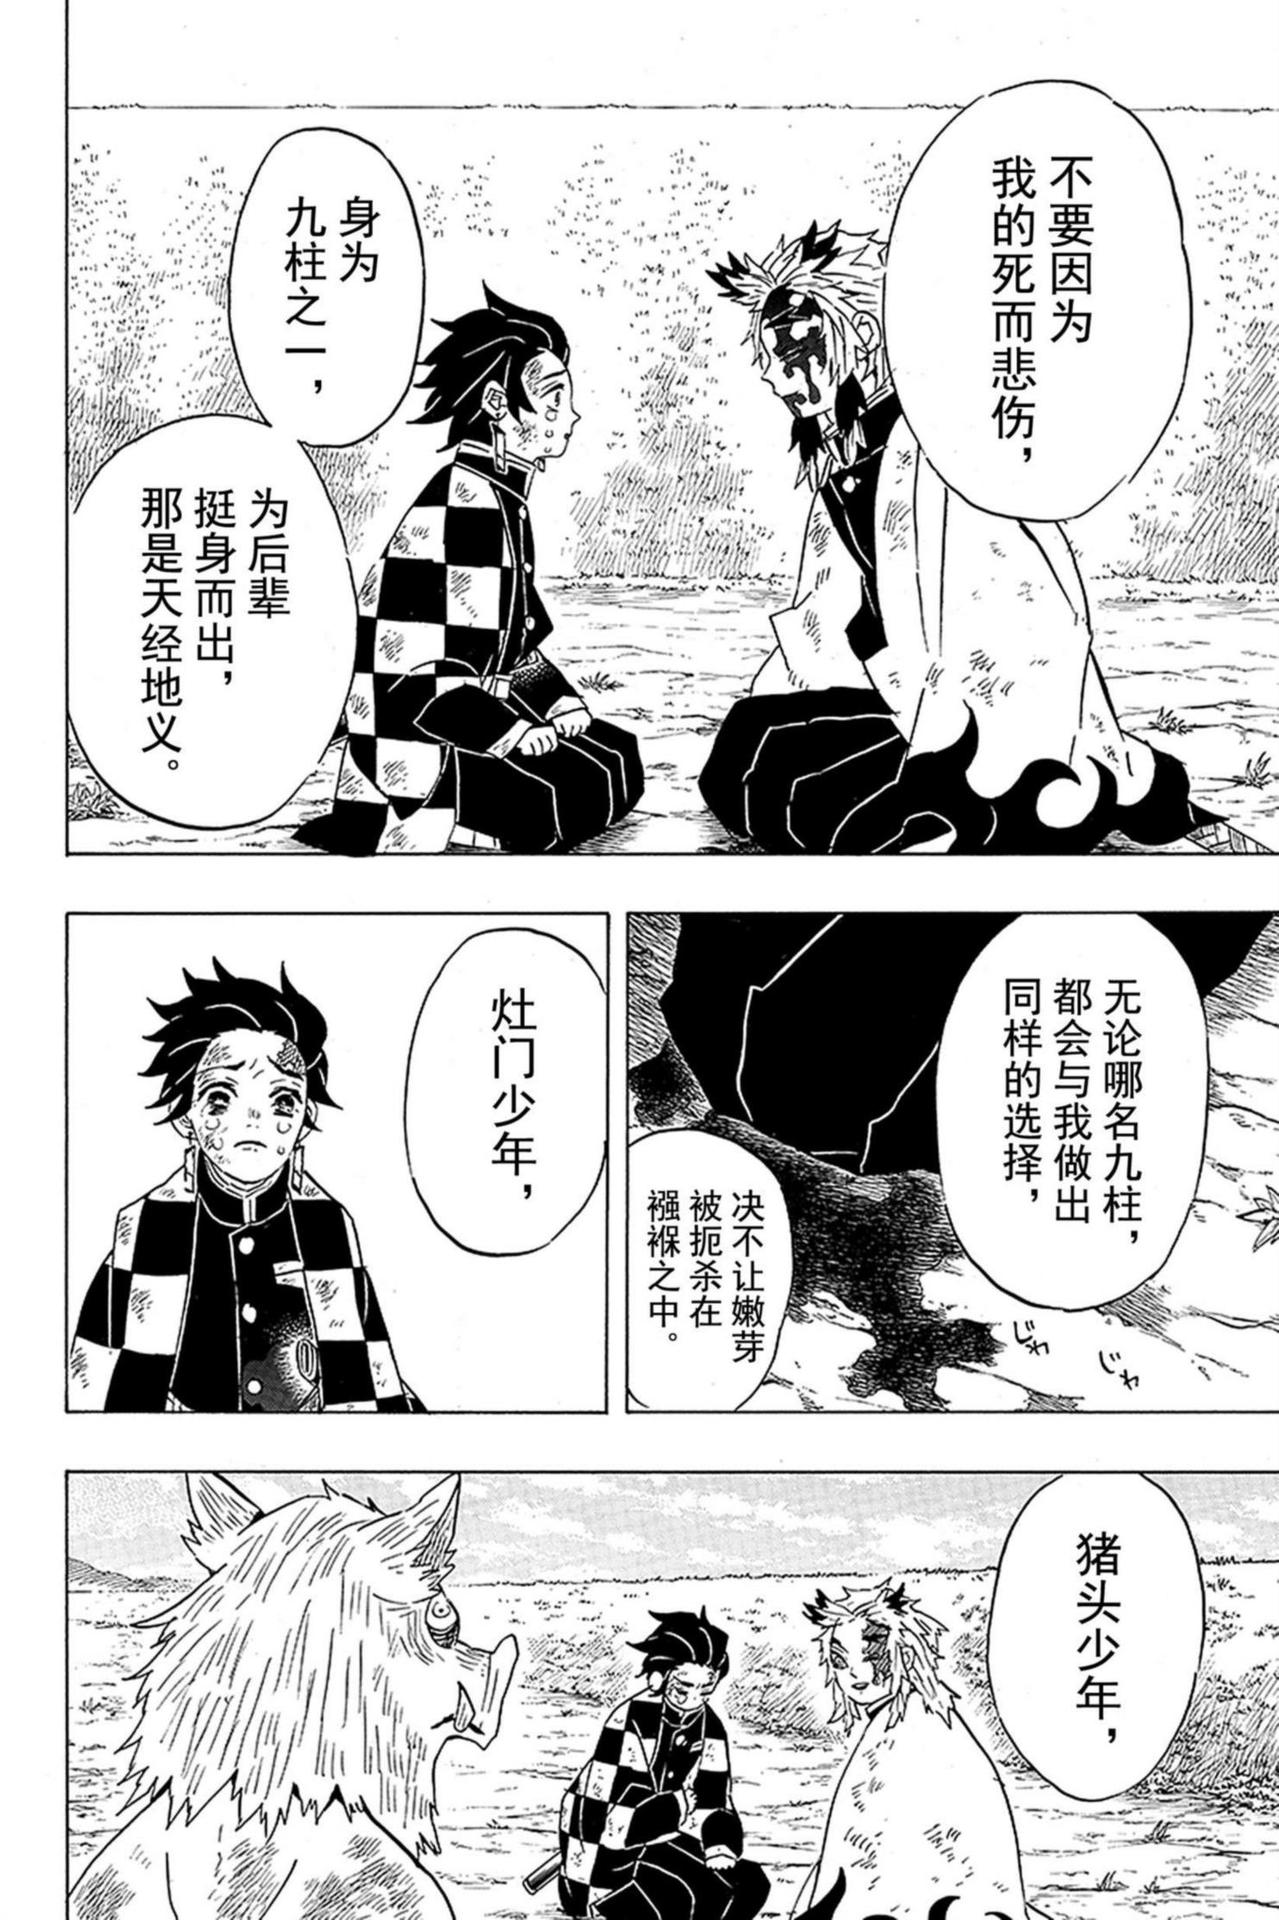 不要因为
我的死而悲伤，
身为
九柱之一，
为后辈
挺身而出，
那是天经地义。
无论哪名九柱，
都会与我做出
同样的选择，
决不让嫩芽
被扼杀在
襁褓之中。
じわ
じわ
灶门少年，
猪头少年，